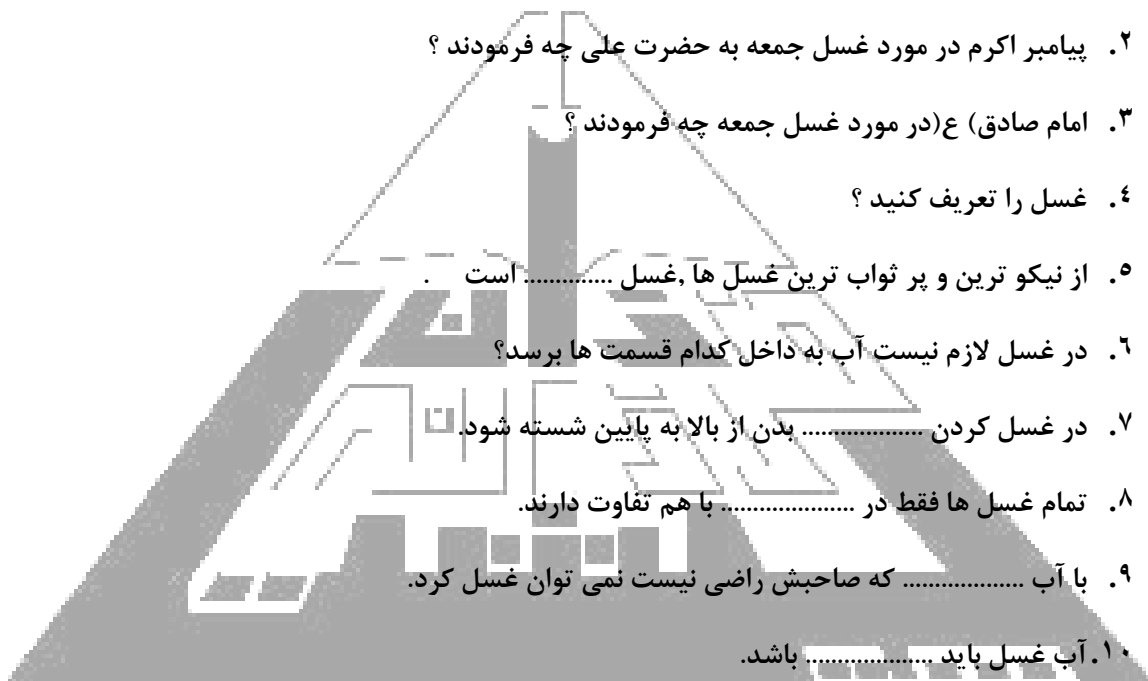 ۲. پیامبر اکرم در مورد غسل جمعه به حضرت علی چه فرمودند ؟
۳. امام صادق) ع(در مورد غسل جمعه چه فرمودند ؟
٤. غسل را تعریف کنید ؟
٥. از نیکو ترین و پر ثواب ترین غسل ها ,غسل .............. است .
٦. در غسل لازم نیست آب به داخل کدام قسمت ها برسد؟
۷. در غسل کردن ................... بدن از بالا به پایین شسته شود.
۸. تمام غسل ها فقط در ..................... با هم تفاوت دارند.
۹. با آب ................... که صاحبش راضی نیست نمی توان غسل کرد.
۱۰. آب غسل باید .................... باشد.